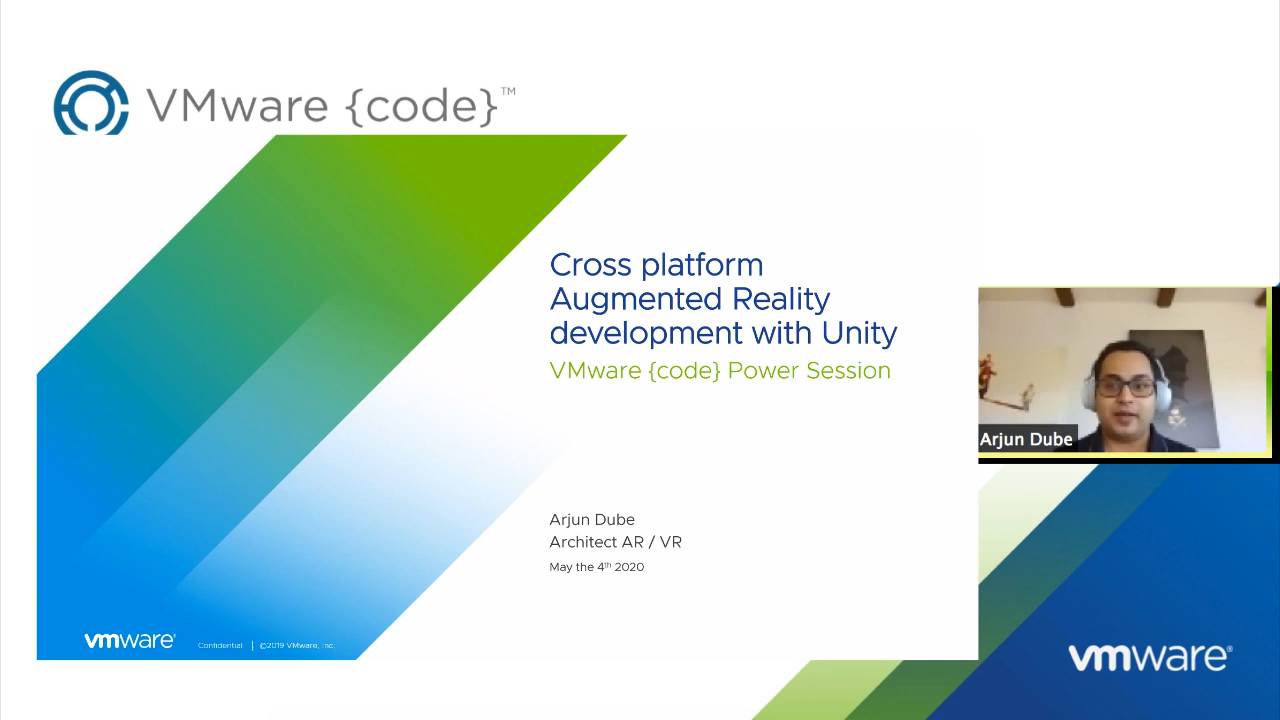 VMware {code}™
Cross platform
Augmented Reality
development with Unity
VMware {code} Power Session
Arjun Dube
Arjun Dube
Architect AR / VR
May the 4th 2020
vmware®
Confidential | ©2019 VMware, Inc.
vmware®